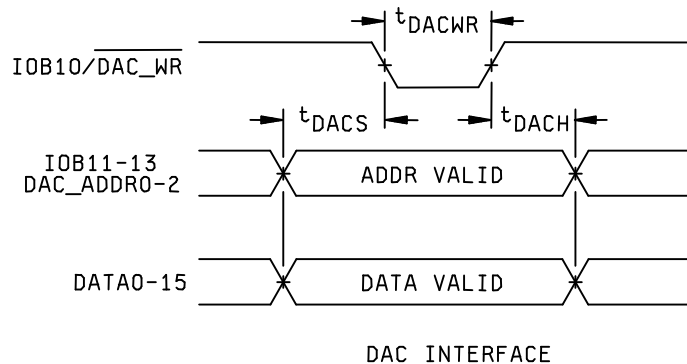 tDACWR
IOB10/DAC_WR
tDACS
tDACH
IOB11-13
DAC_ADDR0-2
ADDR VALID
DATA0-15
DATA VALID
DAC INTERFACE